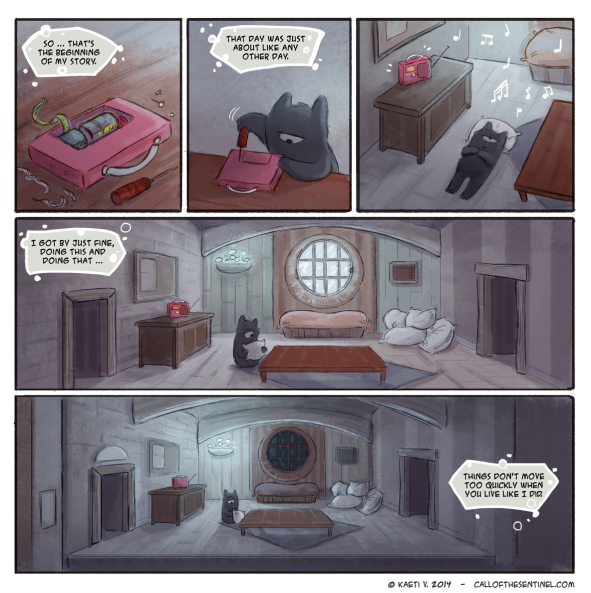 SO ... THAT'S
THE BEGINNING
OF MY STORY.
THAT DAY WAS JUST
ABOUT LIKE ANY
OTHER DAY.
I GOT BY JUST FINE,
DOING THIS AND
DOING THAT ...
THINGS DON'T MOVE
TOO QUICKLY WHEN
YOU LIVE LIKE I DID.
© KAETI V. 2014 - CALLOFTHESENTINEL.COM